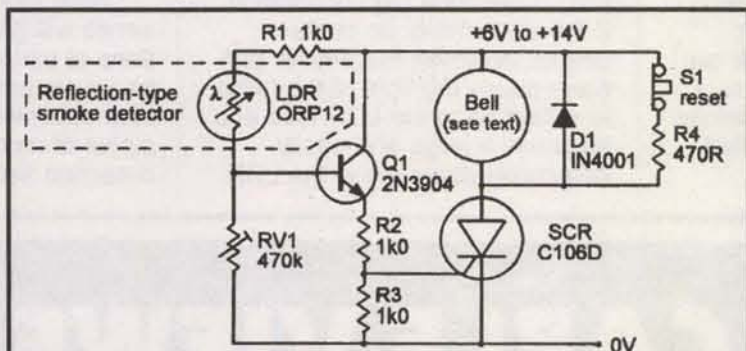 R1 1k0
+6V to +14V
Reflection-type
smoke detector
λ
LDR
ORP12
Bell
(see text)
S1
reset
D1
IN4001
R4
470R
Q1
2N3904
RV1
470k
R2
1k0
SCR
C106D
R3
1k0
0V